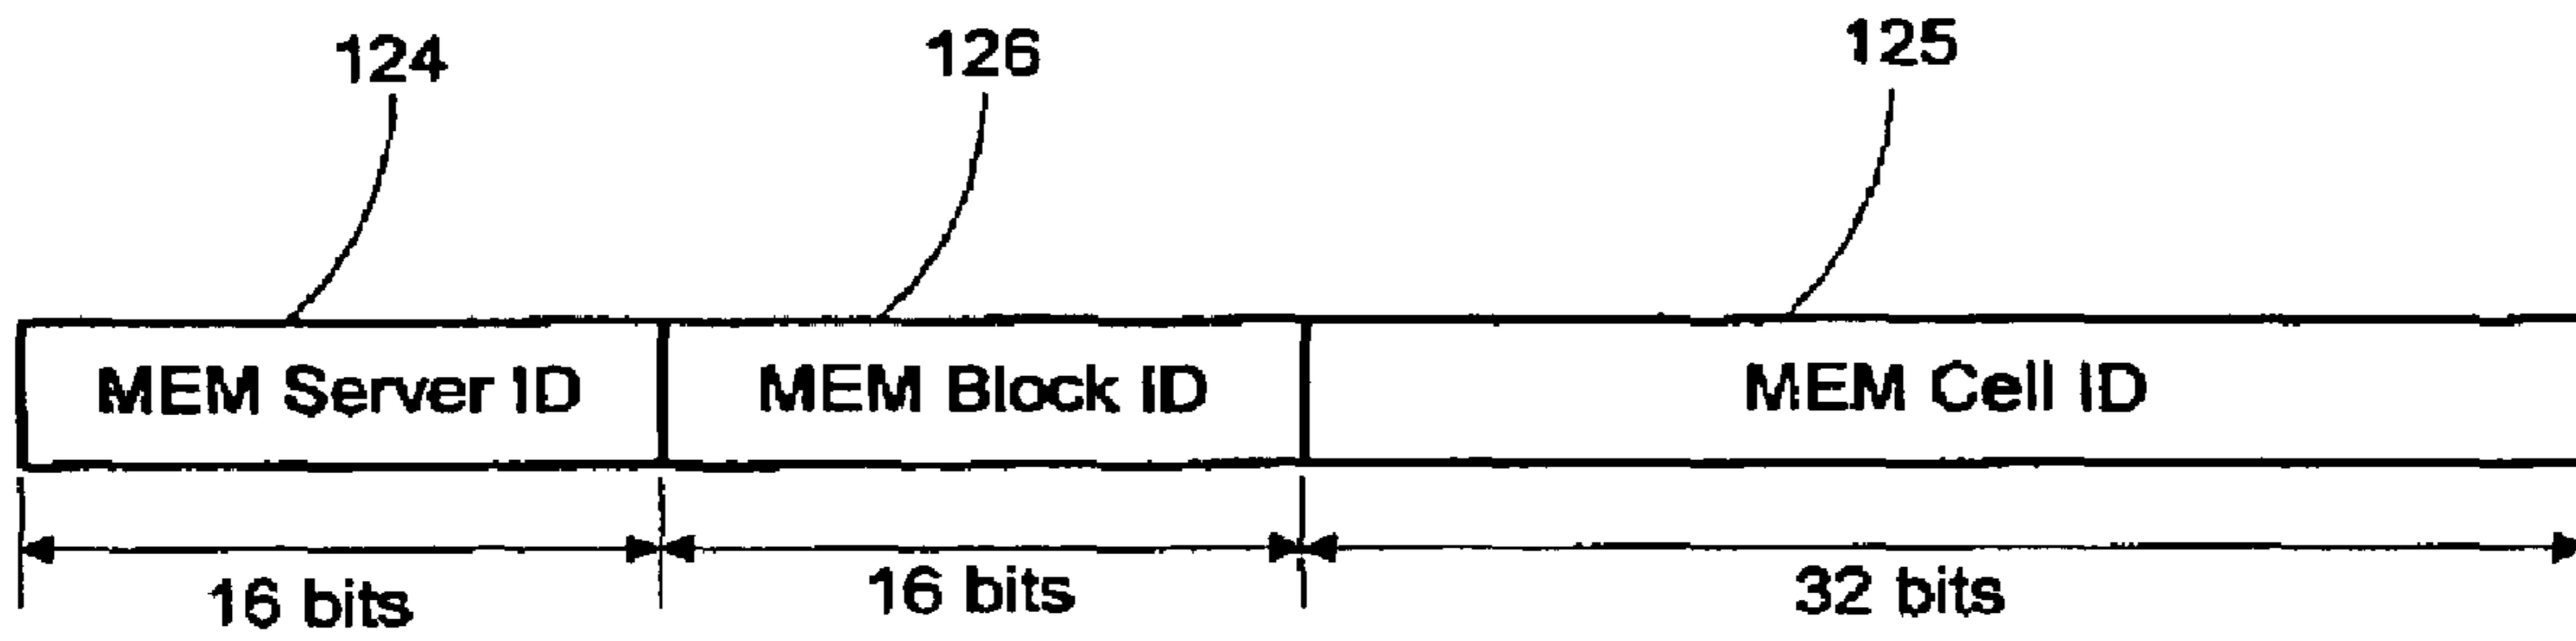 124 126 125
MEM Server ID MEM Block ID MEM Cell ID
16 bits 16 bits 32 bits